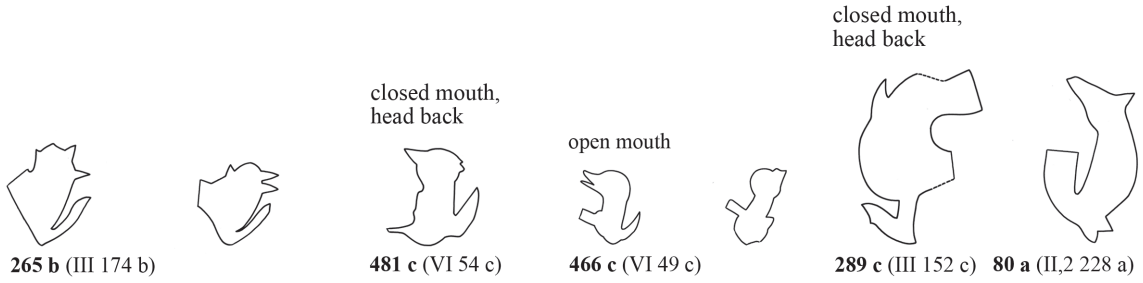 closed mouth,
head back
closed mouth,
head back
open mouth
265 b (III 174 b)
481 c (VI 54 c)
466 c (VI 49 c)
289 c (III 152 c)
80 a (II,2 228 a)